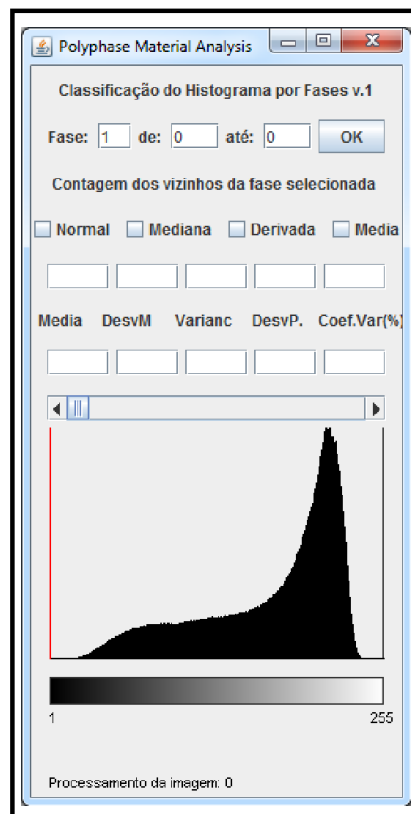 Polyphase Material Analysis
Classificação do Histograma por Fases v.1
Fase: 1 de: 0 até: 0 OK
Contagem dos vizinhos da fase selecionada
Normal Mediana Derivada Media
Media DesvM Varianc DesvP. Coef.Var(%)
1 255
Processamento da imagem: 0